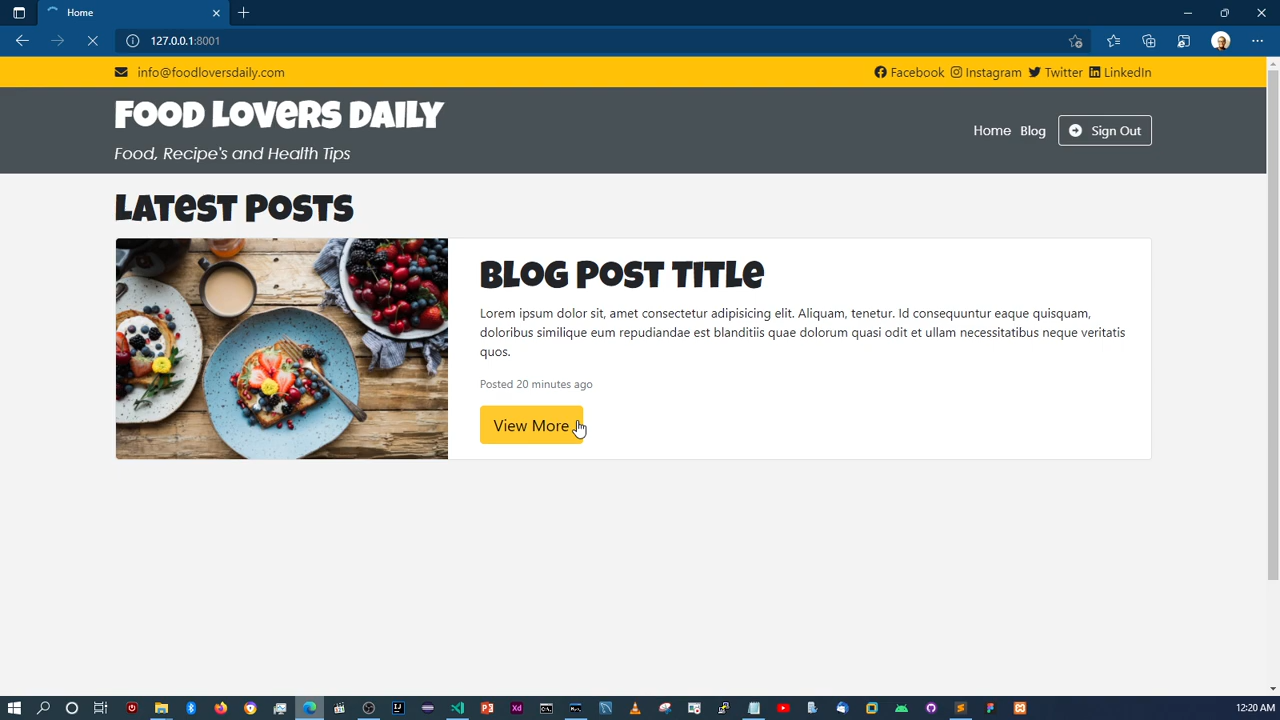 Home
127.0.0.1:8001
info@foodloversdaily.com
Facebook Instagram Twitter LinkedIn
Food Lovers Daily
Food, Recipe's and Health Tips
Home Blog Sign Out
Latest Posts
Blog Post Title
Lorem ipsum dolor sit, amet consectetur adipisicing elit. Aliquam, tenetur. Id consequuntur eaque quisquam,
doloribus similique eum repudiandae est blanditiis quae dolorum quasi odit et ullam necessitatibus neque veritatis
quos.
Posted 20 minutes ago
View More
12:20 AM